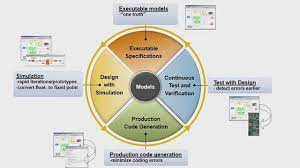 Executable models
-"one truth"
Executable
Specifications
Simulation
-rapid iterations/prototypes
-convert float. to fixed point
Design
with
Simulation
Models
Continuous
Test and
Verification
Test with Design
- detect errors earlier
Production
Code Generation
Production code generation
-minimize coding errors